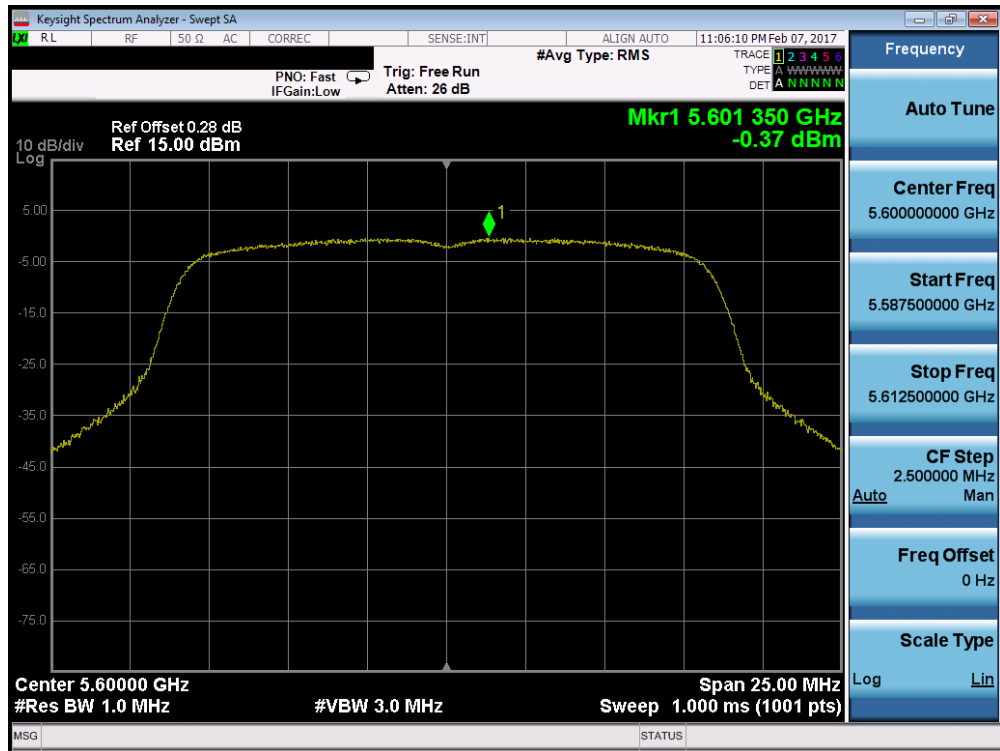 Keysight Spectrum Analyzer - Swept SA
LXI RL RF 50 Ω AC CORREC SENSE:INT ALIGN AUTO 11:06:10 PM Feb 07, 2017
PNO: Fast
IFGain:Low
Trig: Free Run
Atten: 26 dB
#Avg Type: RMS
TRACE 1 2 3 4 5 6
TYPE A WWWWW
DET A N N N N N
Mkr1 5.601 350 GHz
-0.37 dBm
Ref Offset 0.28 dB
10 dB/div Ref 15.00 dBm
Log
5.00
-5.00
-15.0
-25.0
-35.0
-45.0
-55.0
-65.0
-75.0
1
Center 5.60000 GHz
#Res BW 1.0 MHz
#VBW 3.0 MHz
Span 25.00 MHz
Sweep 1.000 ms (1001 pts)
MSG STATUS
Frequency
Auto Tune
Center Freq
5.600000000 GHz
Start Freq
5.587500000 GHz
Stop Freq
5.612500000 GHz
CF Step
2.500000 MHz
Auto Man
Freq Offset
0 Hz
Scale Type
Log Lin